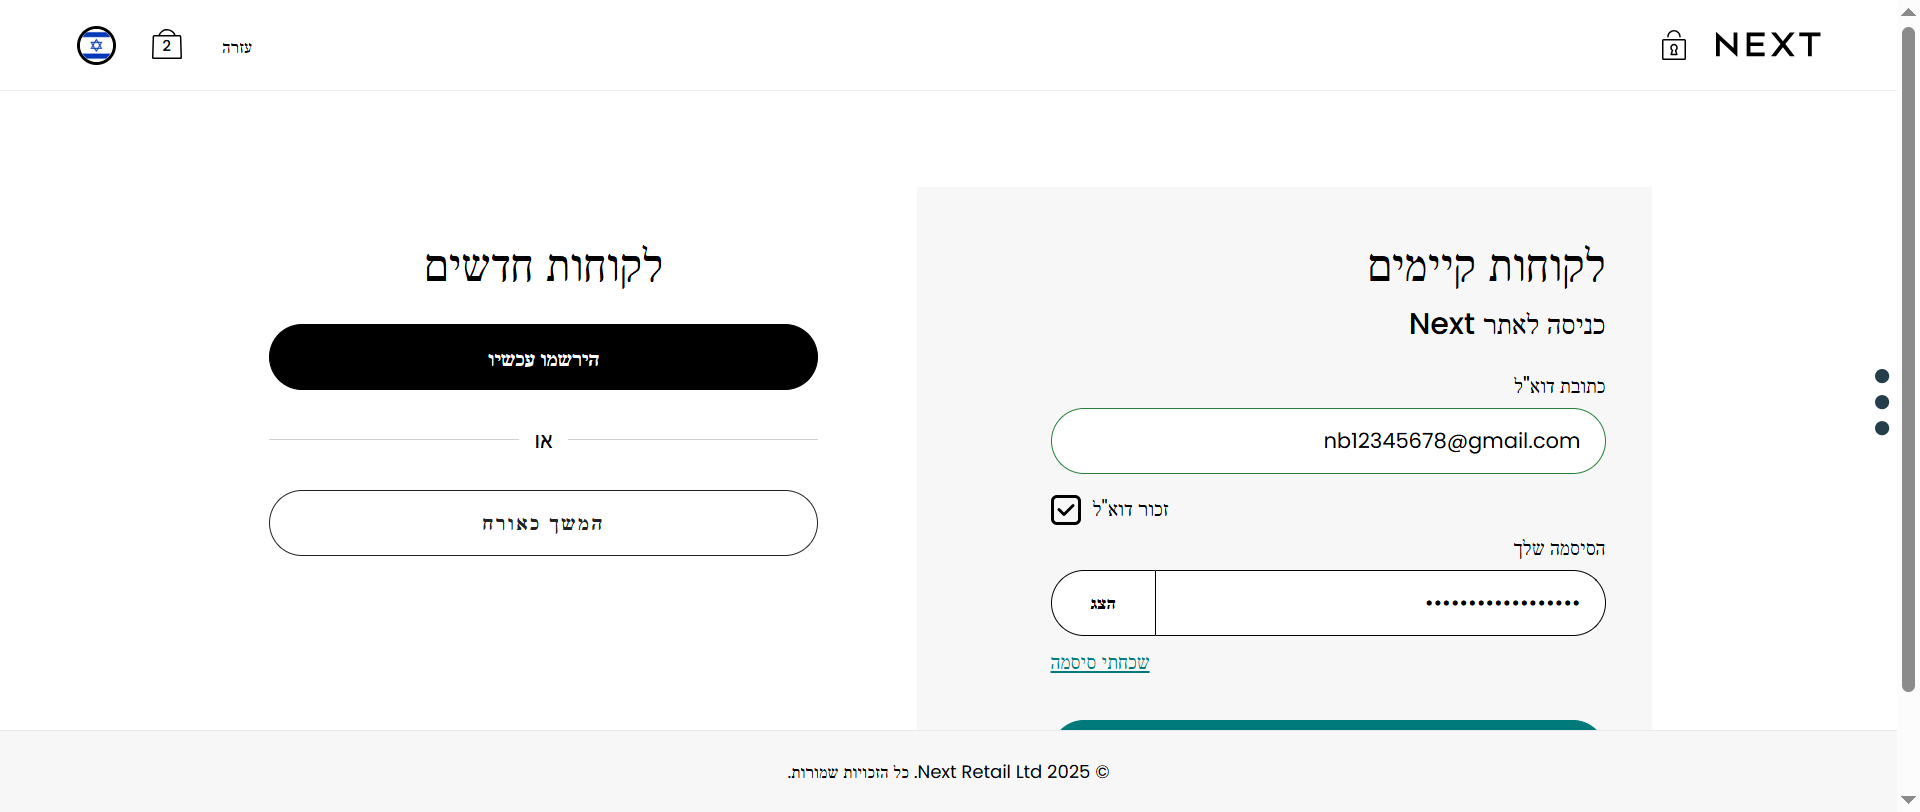 NEXT
עזרה
2
לקוחות קיימים
כניסה לאתר Next
כתובת דוא"ל
nb12345678@gmail.com
זכור דוא"ל
הסיסמה שלך
••••••••••••••••••
הצג
שכחתי סיסמה
לקוחות חדשים
הירשמו עכשיו
או
המשך כאורח
© 2025 Next Retail Ltd. כל הזכויות שמורות.